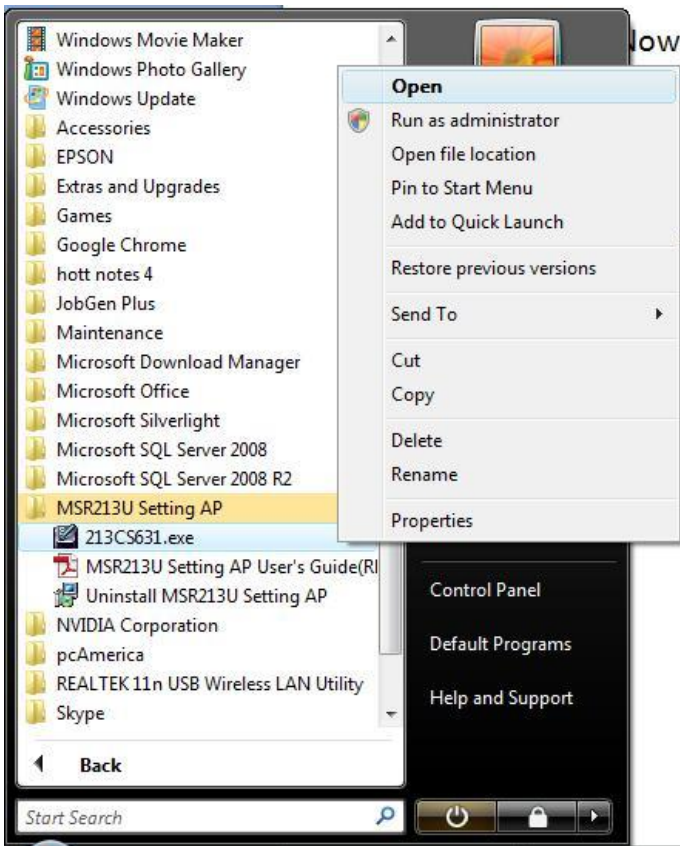 Windows Movie Maker
Windows Photo Gallery
Windows Update
Accessories
EPSON
Extras and Upgrades
Games
Google Chrome
hott notes 4
JobGen Plus
Maintenance
Microsoft Download Manager
Microsoft Office
Microsoft Silverlight
Microsoft SQL Server 2008
Microsoft SQL Server 2008 R2
MSR213U Setting AP
213CS631.exe
MSR213U Setting AP User's Guide(RI
Uninstall MSR213U Setting AP
NVIDIA Corporation
pcAmerica
REALTEK 11n USB Wireless LAN Utility
Skype
Back
Start Search
Open
Run as administrator
Open file location
Pin to Start Menu
Add to Quick Launch
Restore previous versions
Send To
Cut
Copy
Delete
Rename
Properties
Control Panel
Default Programs
Help and Support